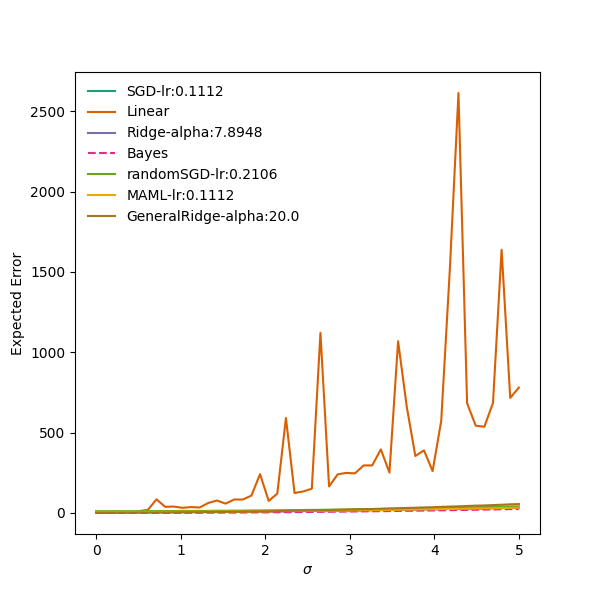 SGD-lr:0.1112
Linear
Ridge-alpha:7.8948
Bayes
randomSGD-lr:0.2106
MAML-lr:0.1112
GeneralRidge-alpha:20.0
Expected Error
2500
2000
1500
1000
500
0
0 1 2 3 4 5
σ